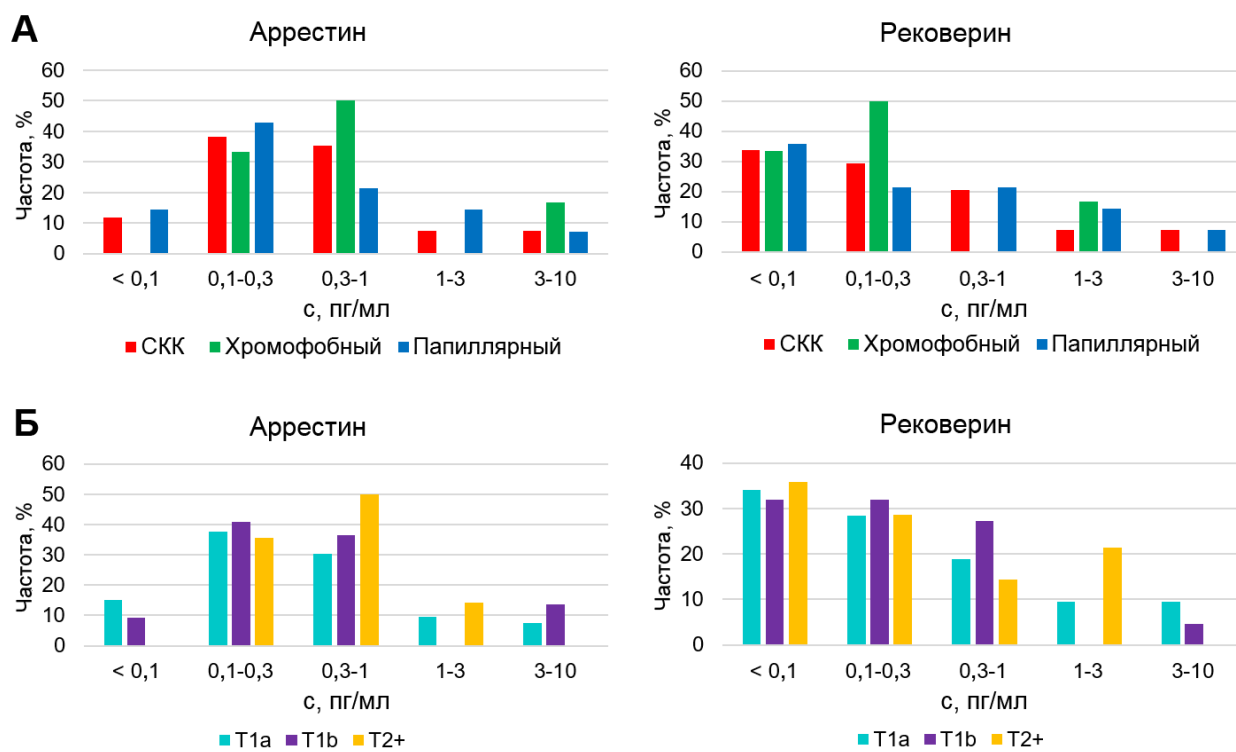 А
Аррестин
Частота, %
60
50
40
30
20
10
0
< 0,1
0,1-0,3
0,3-1
1-3
3-10
с, пг/мл
СКК Хромофобный Папиллярный
Рековерин
Частота, %
60
50
40
30
20
10
0
< 0,1
0,1-0,3
0,3-1
1-3
3-10
с, пг/мл
СКК Хромофобный Папиллярный
Б
Аррестин
Частота, %
60
50
40
30
20
10
0
< 0,1
0,1-0,3
0,3-1
1-3
3-10
с, пг/мл
T1a T1b T2+
Рековерин
Частота, %
40
30
20
10
0
< 0,1
0,1-0,3
0,3-1
1-3
3-10
с, пг/мл
T1a T1b T2+